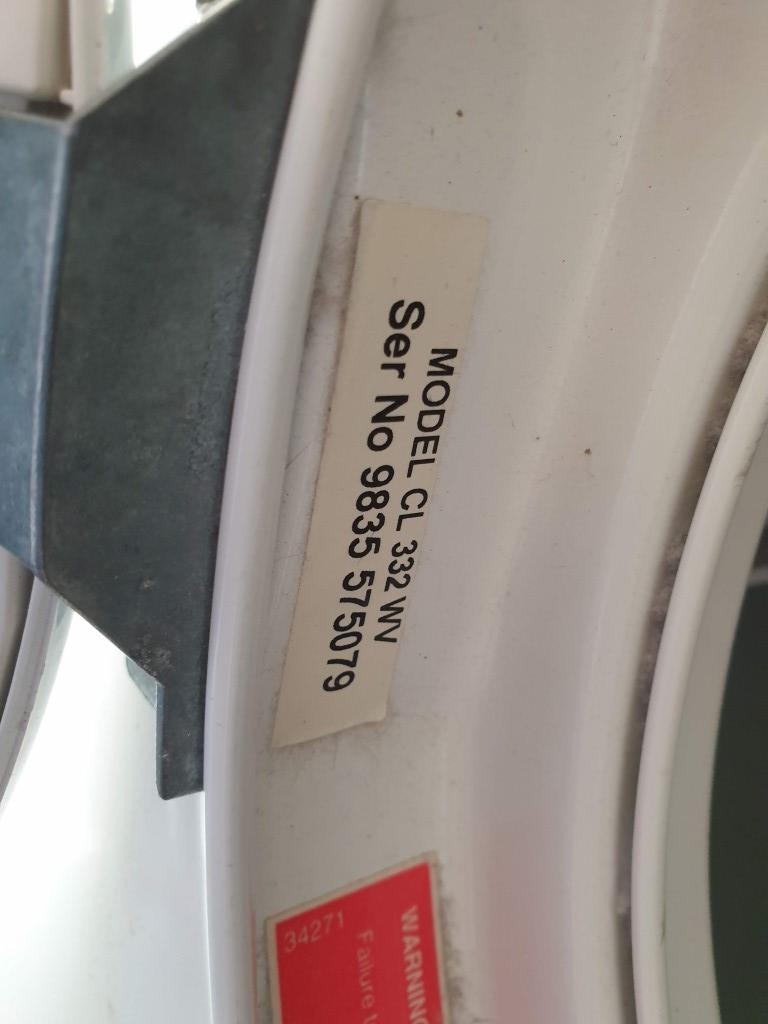 MODEL CL 332 WV
Ser No 9835 575079
WARNING
34271
Failure